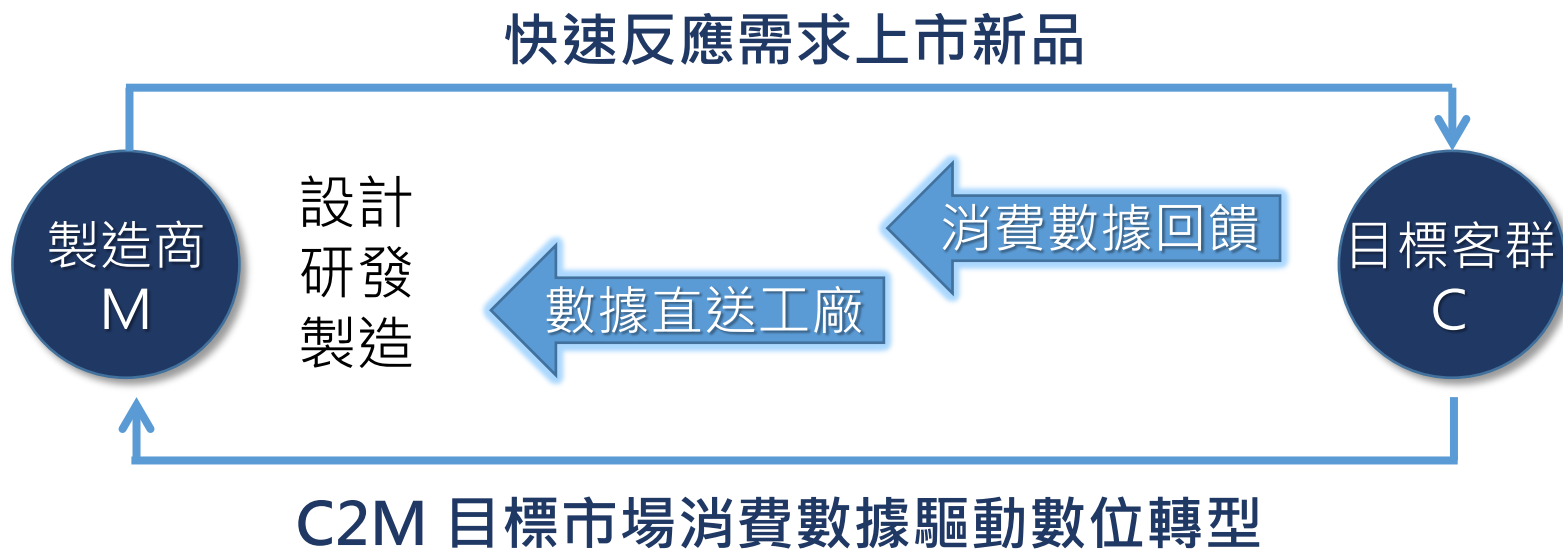 快速反應需求上市新品
製造商
M
設計
研發
製造
消費數據回饋
數據直送工廠
目標客群
C
C2M 目標市場消費數據驅動數位轉型